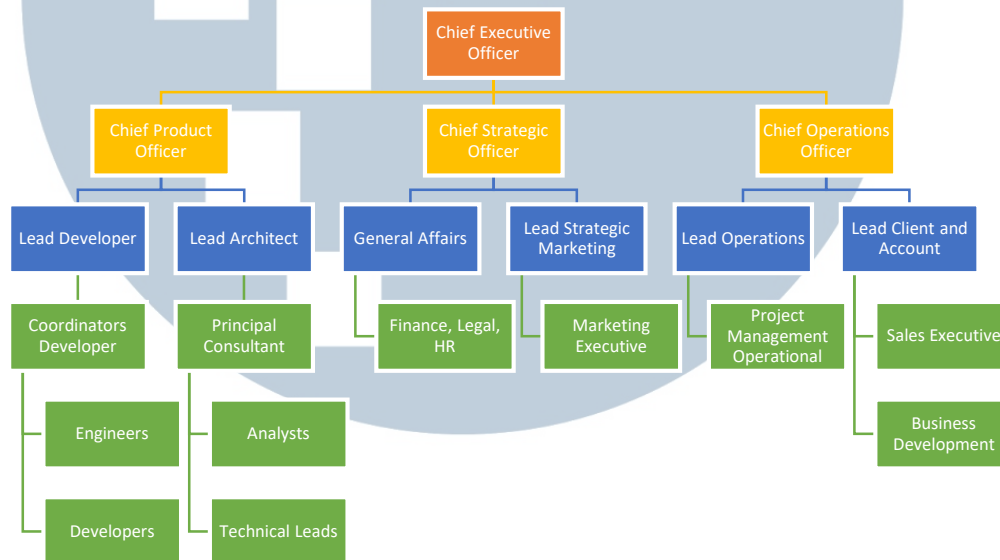 Chief Executive
Officer
Chief Product
Officer
Chief Strategic
Officer
Chief Operations
Officer
Lead Developer
Lead Architect
General Affairs
Lead Strategic
Marketing
Lead Operations
Lead Client and
Account
Coordinators
Developer
Principal
Consultant
Finance, Legal,
HR
Marketing
Executive
Project
Management
Operational
Sales Executive
Engineers
Analysts
Business
Development
Developers
Technical Leads